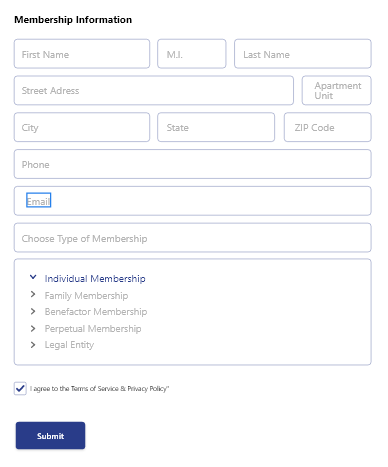 Membership Information
First Name M.I. Last Name
Street Adress Apartment Unit
City State ZIP Code
Phone
Email
Choose Type of Membership
Individual Membership
Family Membership
Benefactor Membership
Perpetual Membership
Legal Entity
I agree to the Terms of Service & Privacy Policy*
Submit